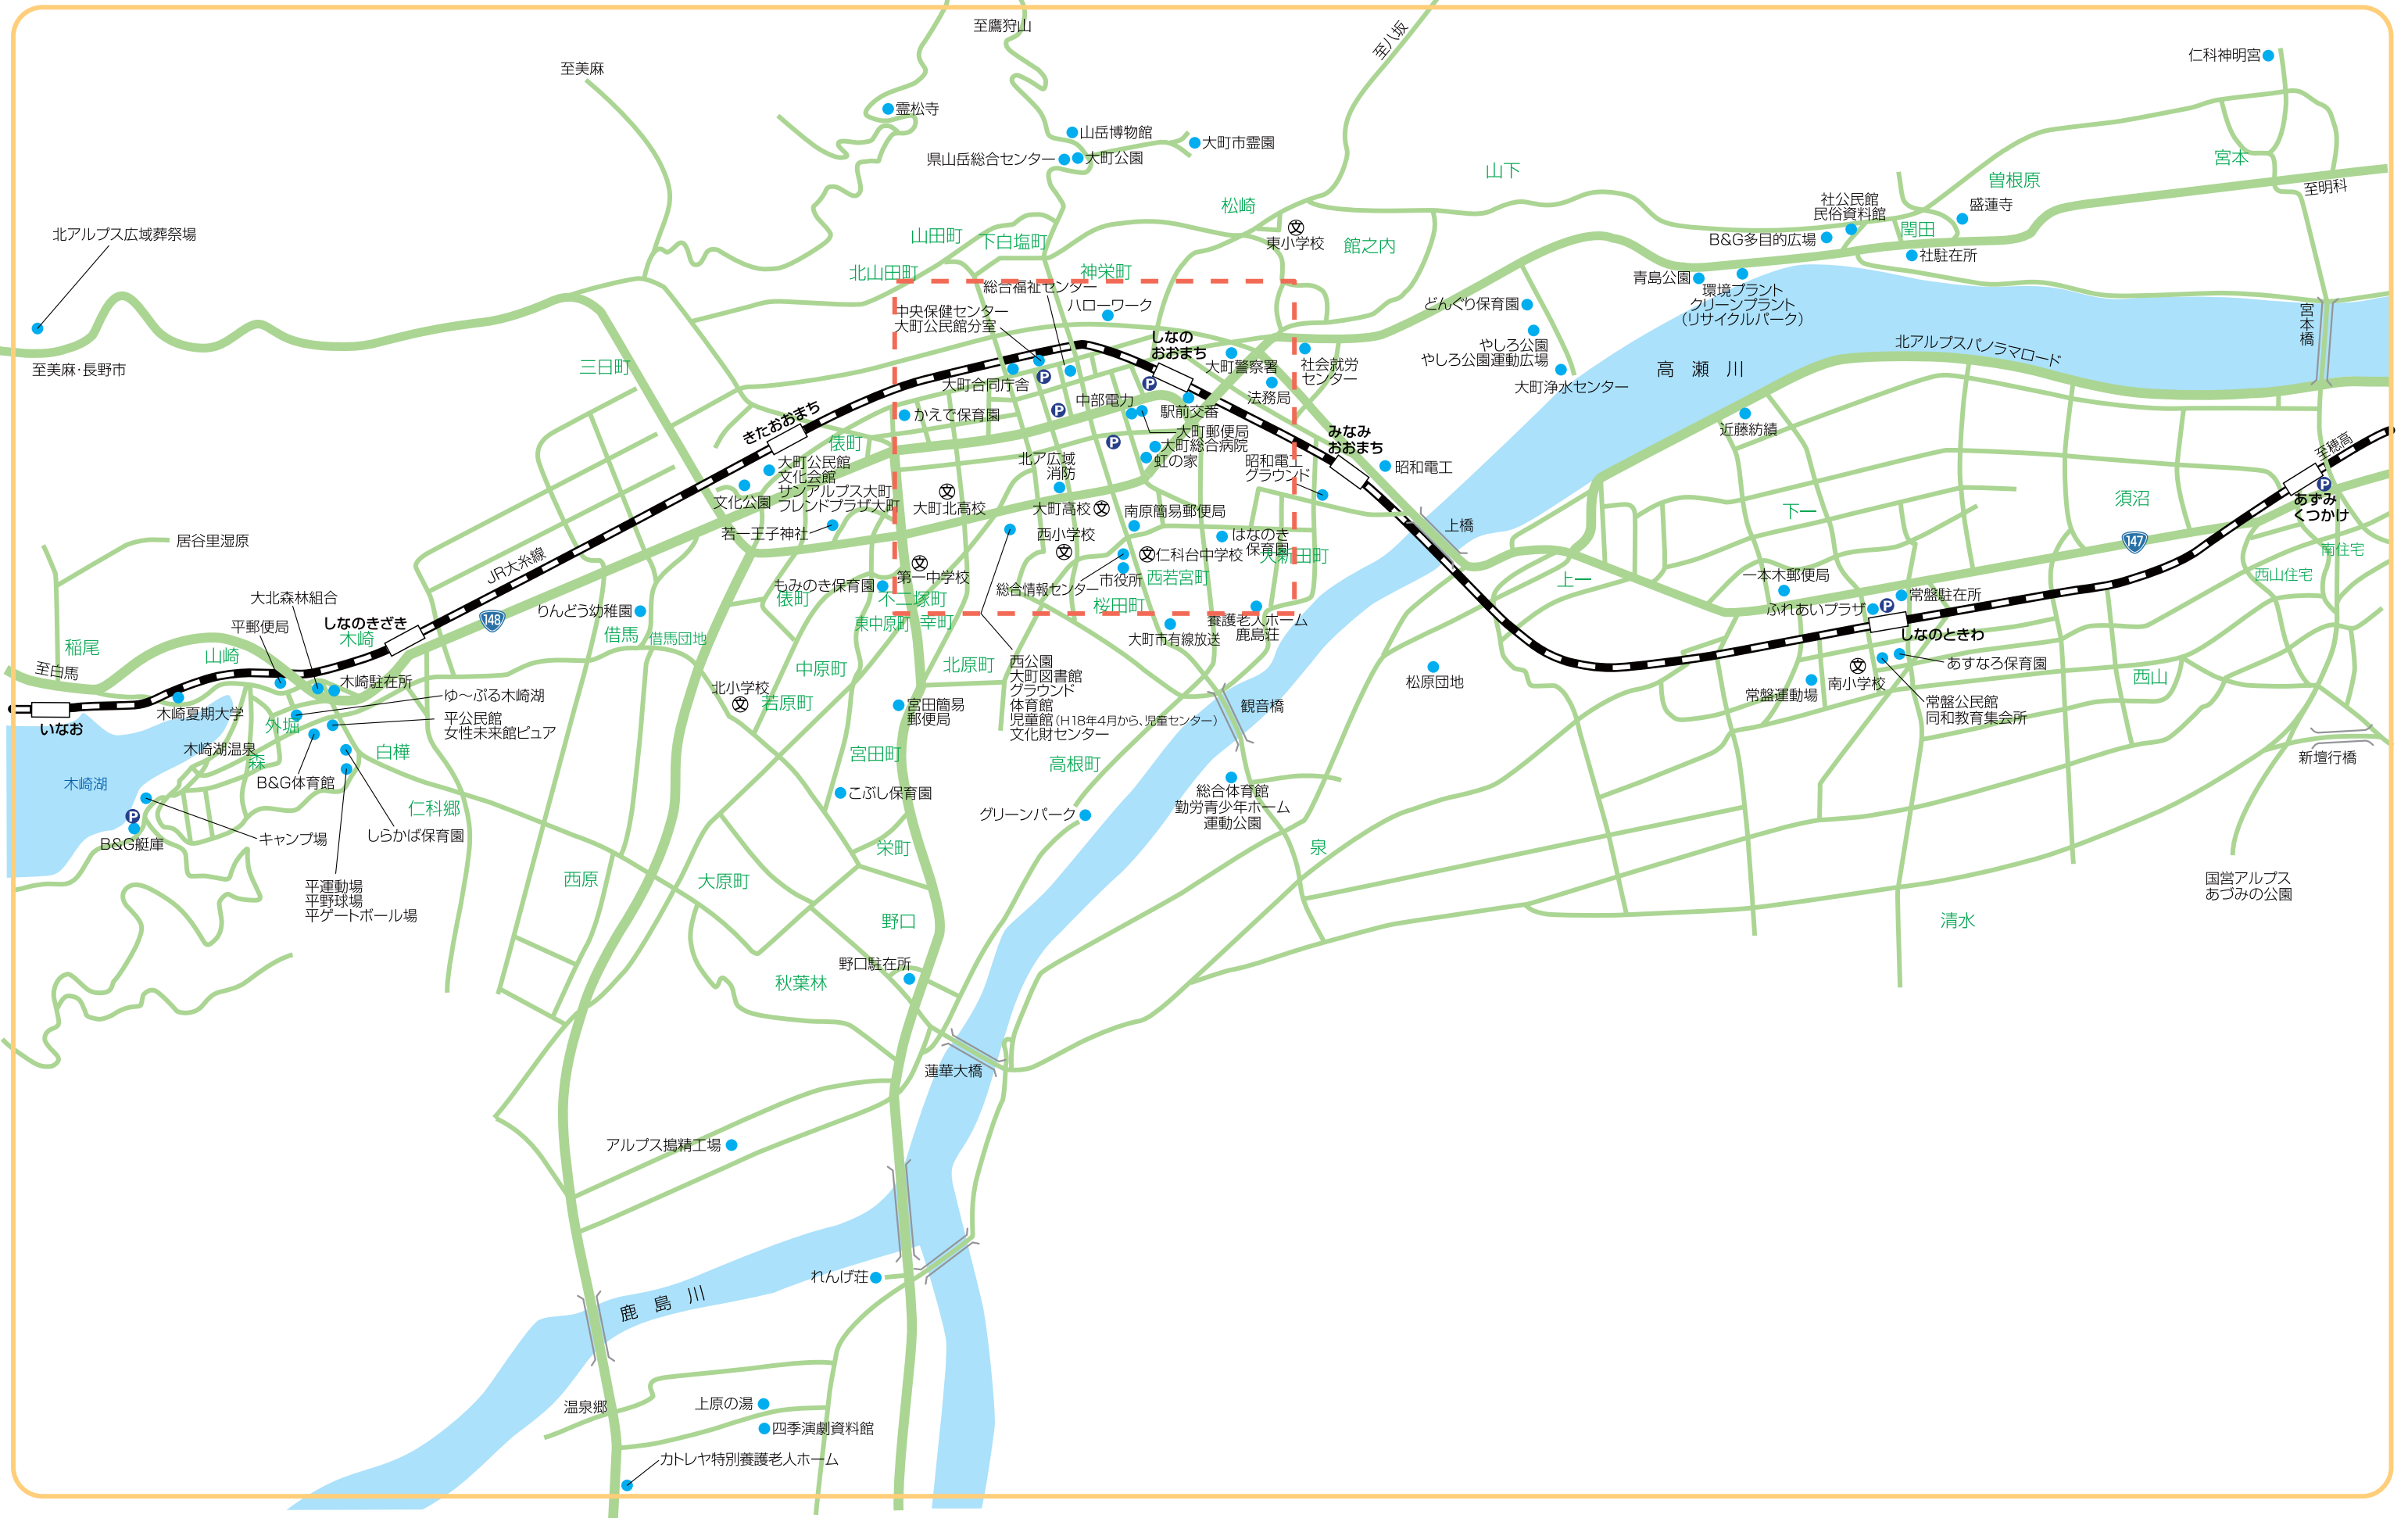 至鷹狩山
至八坂
仁科神明宮
至美麻
霊松寺
山岳博物館
大町市霊園
県山岳総合センター
大町公園
山下
宮本
曽根原
至明科
社公民館
民俗資料館
盛蓮寺
松崎
B&G多目的広場
閏田
社駐在所
北アルプス広域葬祭場
山田町
下白塩町
東小学校
館之内
北山田町
神栄町
青島公園
環境プラント
クリーンプラント
(リサイクルパーク)
総合福祉センター
ハローワーク
中央保健センター
大町公民館分室
どんぐり保育園
宮本橋
しなの
おおまち
やしろ公園
やしろ公園運動広場
北アルプスパノラマロード
至美麻・長野市
三日町
大町警察署
社会就労
センター
高瀬川
大町合同庁舎
P
P
法務局
大町浄水センター
中部電力
駅前交番
P
かえで保育園
きたおおまち
大町郵便局
みなみ
おおまち
近藤紡績
俵町
P
大町総合病院
虹の家
至穂高
大町公民館
文化会館
サンアルプス大町
フレンドプラザ大町
北ア広域
消防
昭和電工
グラウンド
昭和電工
P
あずみ
くつかけ
文化公園
文
大町北高校
大町高校
文
南原簡易郵便局
須沼
下一
若一王子神社
西小学校
文
はなのき
保育園
上橋
147
居谷里湿原
JR大糸線
文
仁科台中学校
大新田町
南住宅
文
第一中学校
市役所
西若宮町
上一
一本木郵便局
西山住宅
もみのき保育園
総合情報センター
大北森林組合
俵町
不二塚町
桜田町
常盤駐在所
りんどう幼稚園
ふれあいプラザ
P
平郵便局
しなのきざき
木崎
148
借馬
借馬団地
東中原町
幸町
養護老人ホーム
鹿島荘
大町市有線放送
しなのときわ
稲尾
山崎
至白馬
中原町
北原町
西公園
大町図書館
グラウンド
体育館
児童館(H18年4月から、児童センター)
文化財センター
文
南小学校
あすなろ保育園
木崎駐在所
北小学校
文
若原町
松原団地
常盤運動場
西山
ゆ〜ぷる木崎湖
宮田簡易
郵便局
観音橋
常盤公民館
同和教育集会所
いなお
木崎夏期大学
外堀
平公民館
女性未来館ピュア
木崎湖温泉
森
白樺
宮田町
高根町
新壇行橋
木崎湖
B&G体育館
総合体育館
勤労青少年ホーム
運動公園
こぶし保育園
仁科郷
グリーンパーク
P
B&G艇庫
キャンプ場
しらかば保育園
栄町
泉
平運動場
平野球場
平ゲートボール場
西原
大原町
国営アルプス
あづみの公園
野口
清水
野口駐在所
秋葉林
蓮華大橋
アルプス搗精工場
れんげ荘
鹿島川
上原の湯
温泉郷
四季演劇資料館
カトレヤ特別養護老人ホーム